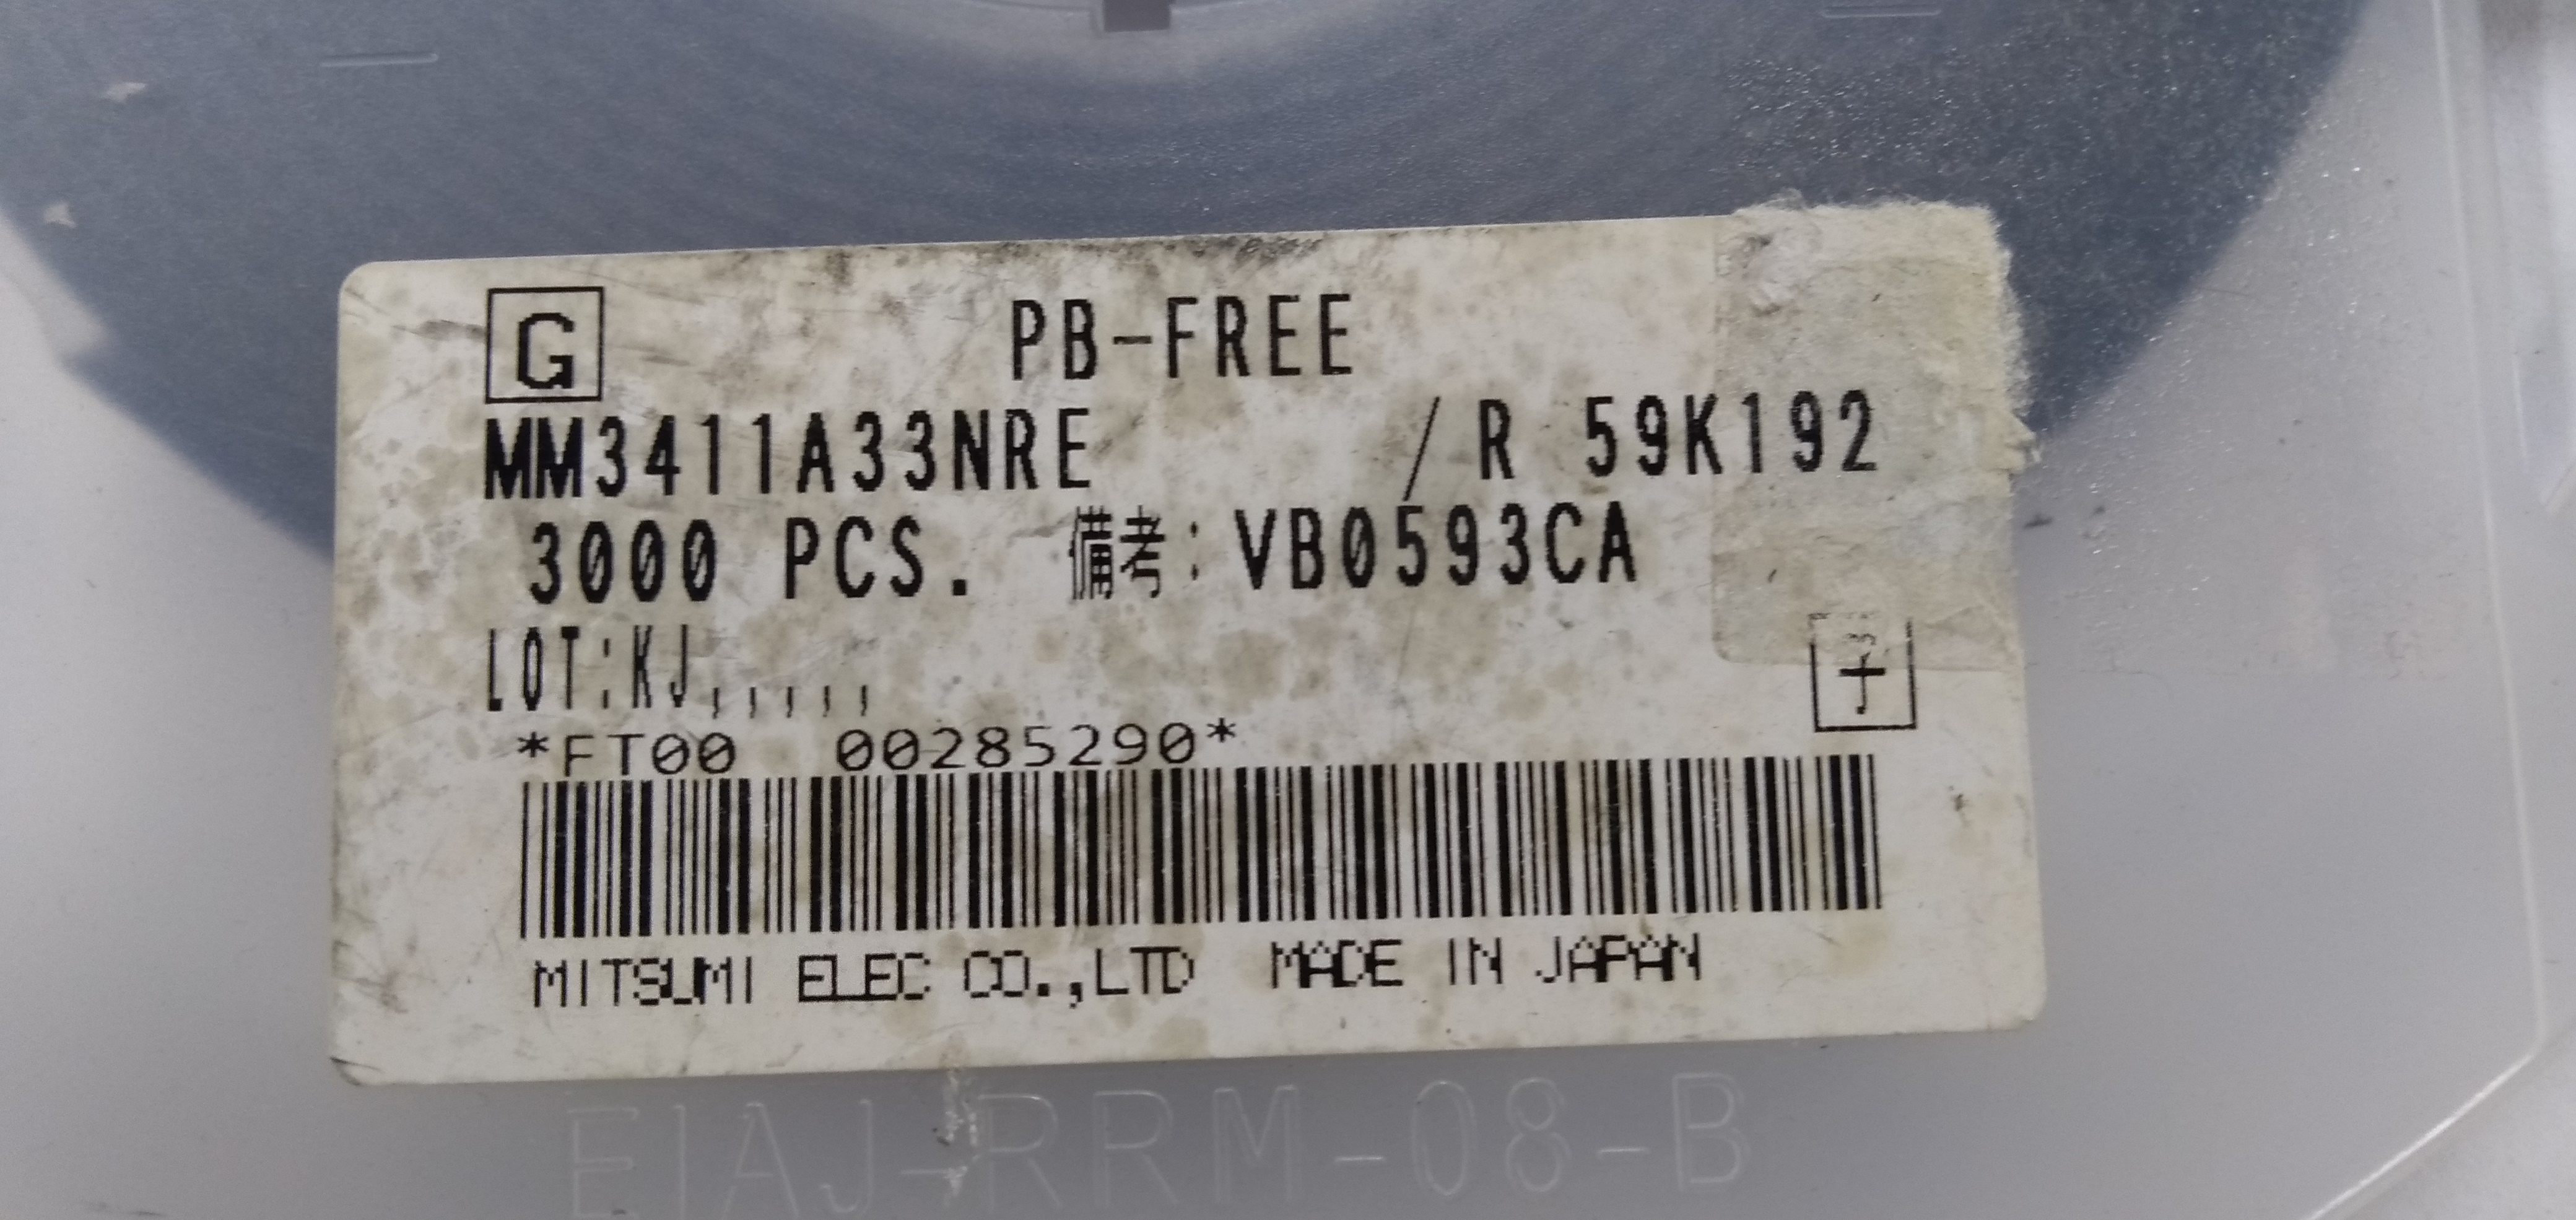 G PB-FREE
MM3411A33NRE / R 59K192
3000 PCS. 備考:VB0593CA
LOT:KJ,,,,,
子
*FT00 00285290*
MITSUMI ELEC CO.,LTD MADE IN JAPAN
EIAJ-RRM-08-B